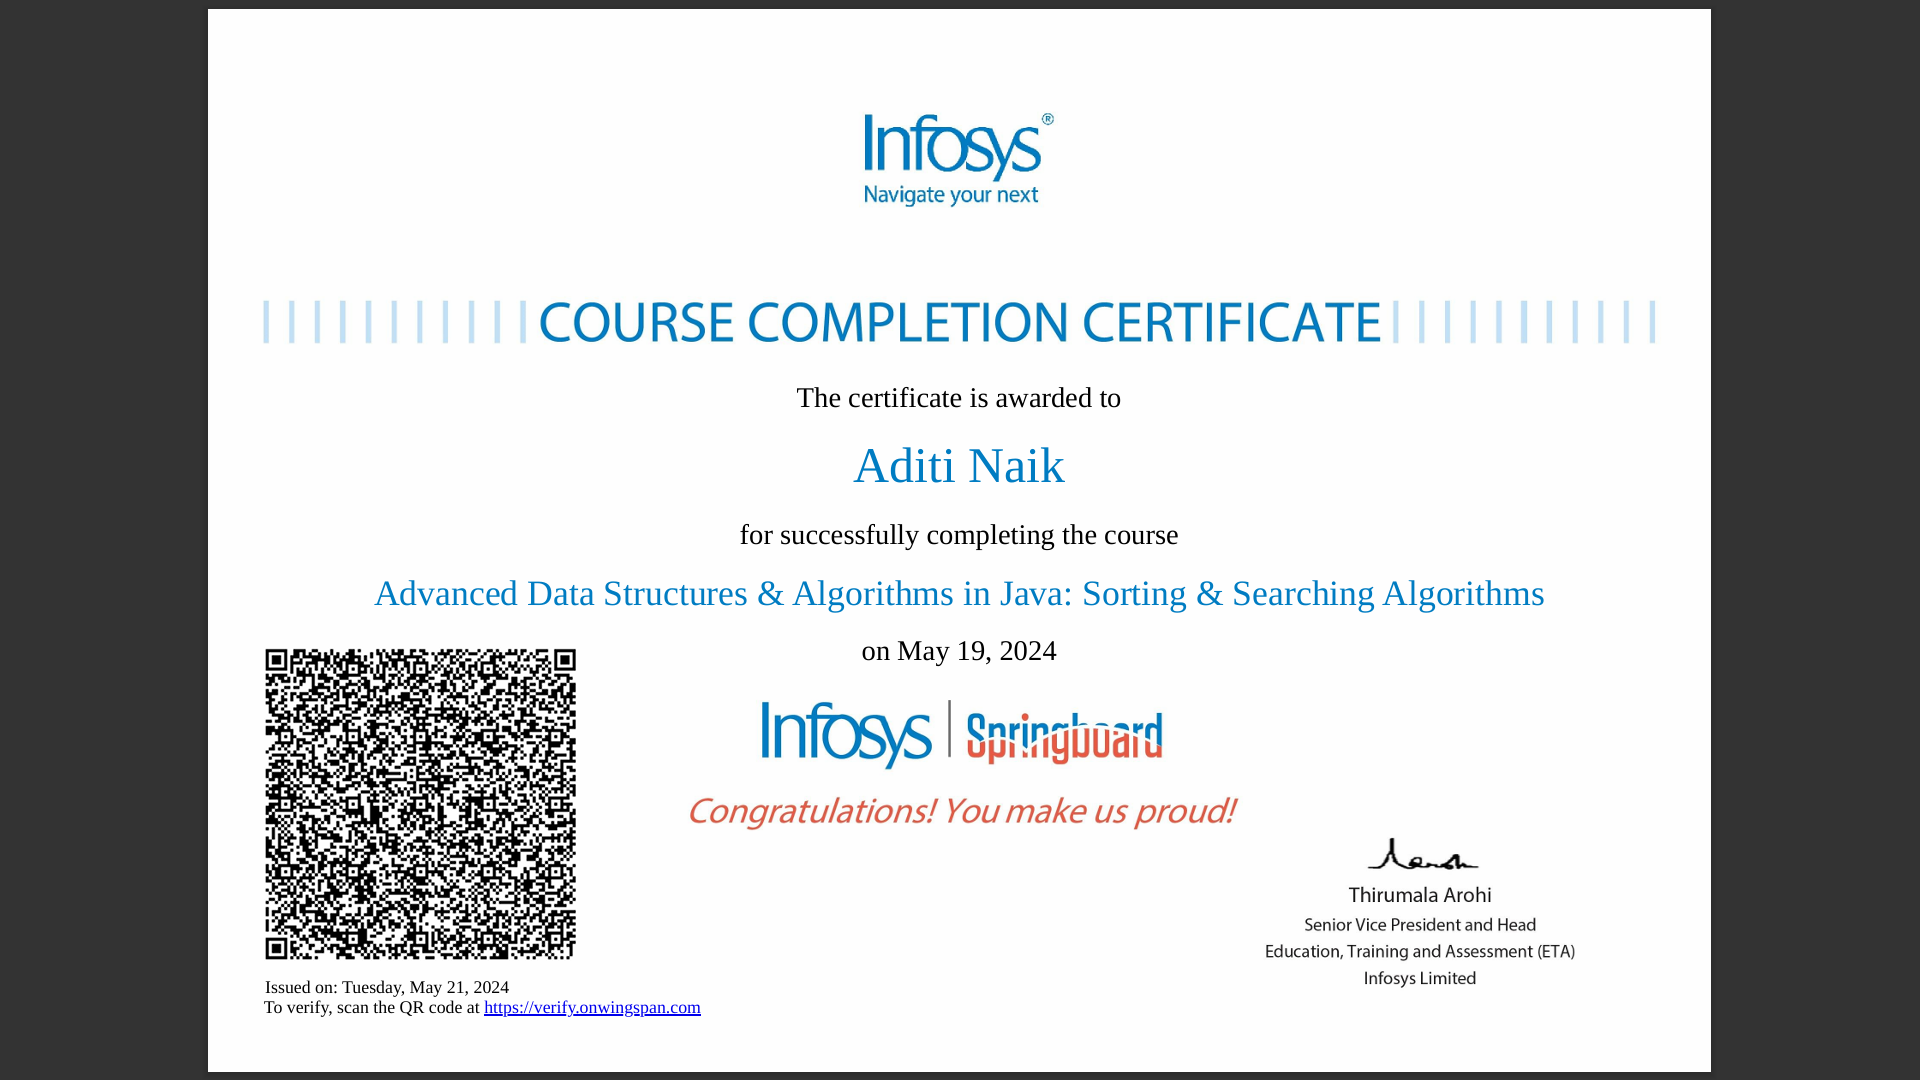 Infosys®
Navigate your next
COURSE COMPLETION CERTIFICATE
The certificate is awarded to
Aditi Naik
for successfully completing the course
Advanced Data Structures & Algorithms in Java: Sorting & Searching Algorithms
on May 19, 2024
Infosys | Springboard
Congratulations! You make us proud!
Thirumala Arohi
Senior Vice President and Head
Education, Training and Assessment (ETA)
Infosys Limited
Issued on: Tuesday, May 21, 2024
To verify, scan the QR code at https://verify.onwingspan.com